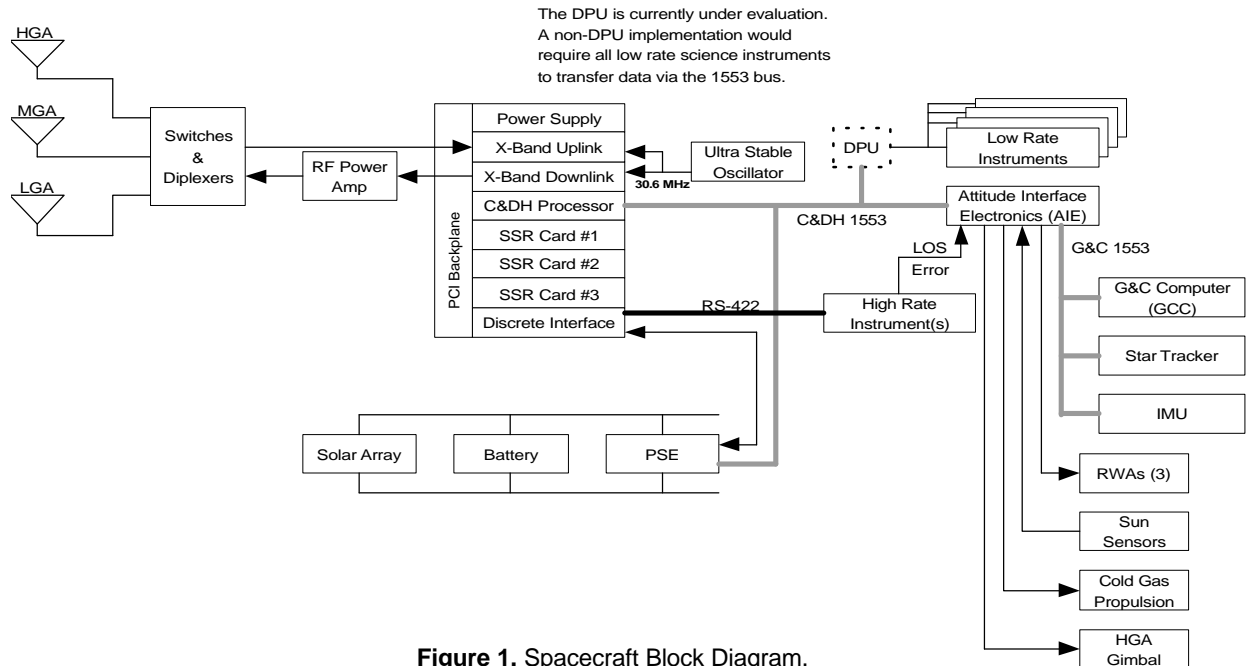 The DPU is currently under evaluation.
A non-DPU implementation would
require all low rate science instruments
to transfer data via the 1553 bus.
HGA
MGA
LGA
Switches
&
Diplexers
RF Power
Amp
PCI Backplane
Power Supply
X-Band Uplink
X-Band Downlink
C&DH Processor
SSR Card #1
SSR Card #2
SSR Card #3
Discrete Interface
30.6 MHz
Ultra Stable
Oscillator
DPU
Low Rate
Instruments
C&DH 1553
Attitude Interface
Electronics (AIE)
LOS
Error
G&C 1553
RS-422
High Rate
Instrument(s)
G&C Computer
(GCC)
Star Tracker
IMU
Solar Array
Battery
PSE
RWAs (3)
Sun
Sensors
Cold Gas
Propulsion
HGA
Gimbal
Figure 1. Spacecraft Block Diagram.